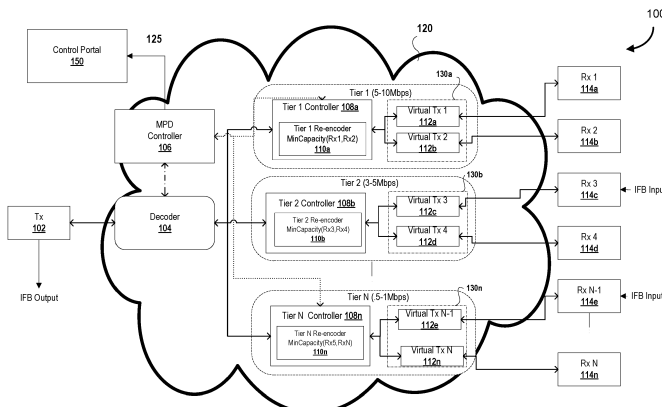 100
Control Portal
150
125
120
MPD
Controller
106
Tx
102
IFB Output
Decoder
104
Tier 1 (5-10Mbps)
130a
Tier 1 Controller 108a
Tier 1 Re-encoder
MinCapacity(Rx1,Rx2)
110a
Virtual Tx 1
112a
Virtual Tx 2
112b
Tier 2 (3-5Mbps)
130b
Tier 2 Controller 108b
Tier 2 Re-encoder
MinCapacity(Rx3,Rx4)
110b
Virtual Tx 3
112c
Virtual Tx 4
112d
Tier N (.5-1Mbps)
130n
Tier N Controller 108n
Tier N Re-encoder
MinCapacity(Rx5,RxN)
110n
Virtual Tx N-1
112e
Virtual Tx N
112n
Rx 1
114a
Rx 2
114b
Rx 3
114c
IFB Input
Rx 4
114d
Rx N-1
114e
IFB Input
Rx N
114n